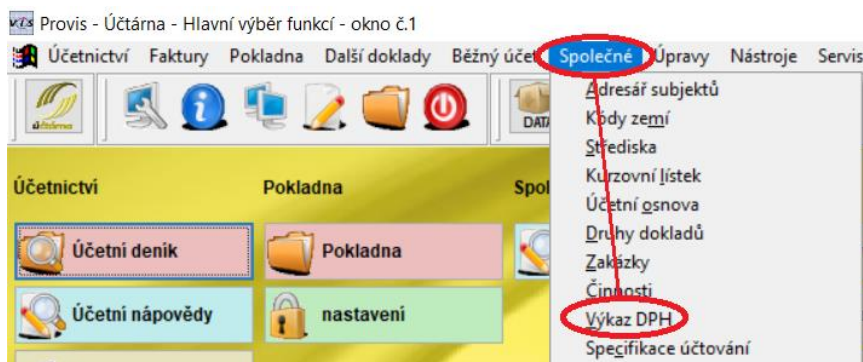 vis Provis - Účtárna - Hlavní výběr funkcí - okno č.1
Účetnictví Faktury Pokladna Další doklady Běžný účet Společné Úpravy Nástroje Servis
účtárna DATA
Účetnictví Pokladna Spol
Účetní deník Pokladna
Účetní nápovědy nastavení
Adresář subjektů
Kódy zemí
Střediska
Kurzovní lístek
Účetní osnova
Druhy dokladů
Zakázky
Činnosti
Výkaz DPH
Specifikace účtování